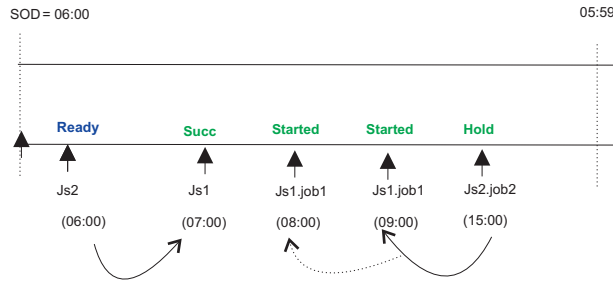 SOD = 06:00 05:59
Ready Succ Started Started Hold
Js2 Js1 Js1.job1 Js1.job1 Js2.job2
(06:00) (07:00) (08:00) (09:00) (15:00)